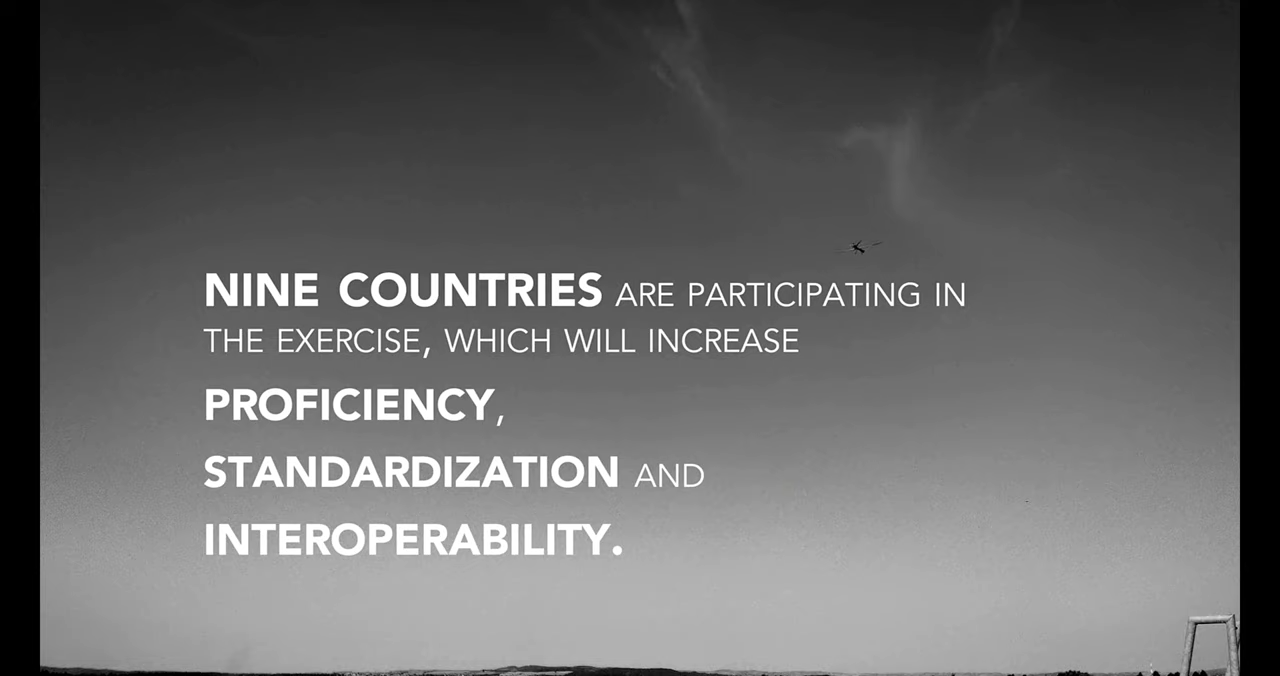 NINE COUNTRIES ARE PARTICIPATING IN
THE EXERCISE, WHICH WILL INCREASE
PROFICIENCY,
STANDARDIZATION AND
INTEROPERABILITY.